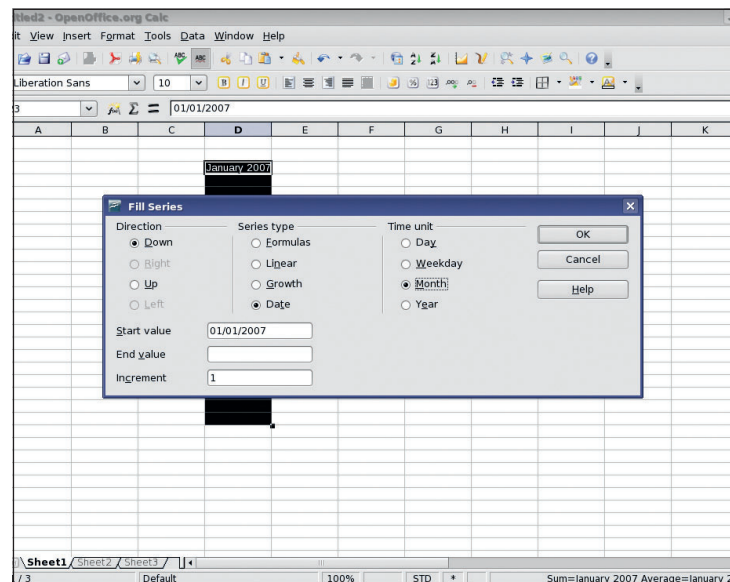 ntitled2 - OpenOffice.org Calc
it View Insert Format Tools Data Window Help
Liberation Sans 10
3 01/01/2007
A B C D E F G H I J K
January 2007
Fill Series
Direction Series type Time unit
Down Formulas Day OK
Right Linear Weekday Cancel
Up Growth Month Help
Left Date Year
Start value 01/01/2007
End value
Increment 1
Sheet1 Sheet2 Sheet3
1 / 3 Default 100% STD * Sum=January 2007 Average=January 2